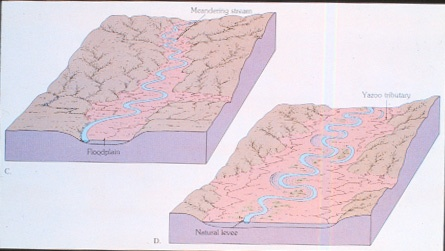 Meandering stream
Floodplain
C.
Yazoo tributary
Natural levee
D.